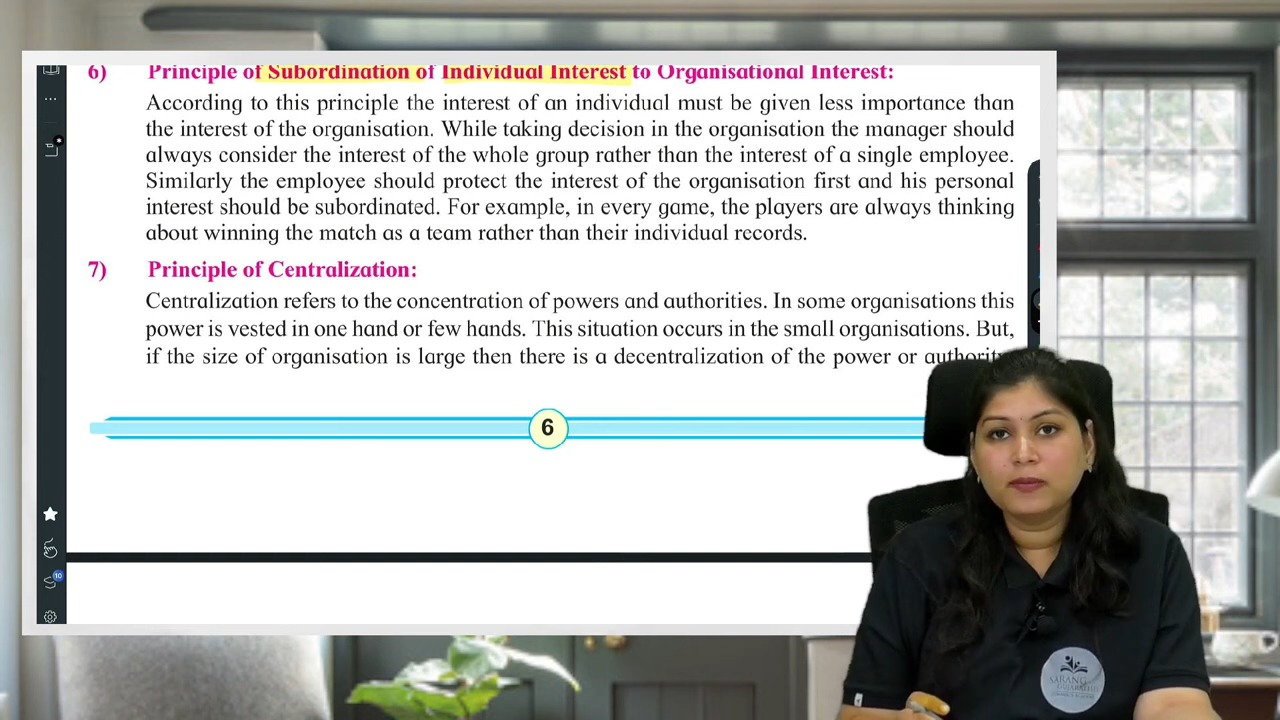 6) Principle of Subordination of Individual Interest to Organisational Interest:
According to this principle the interest of an individual must be given less importance than
the interest of the organisation. While taking decision in the organisation the manager should
always consider the interest of the whole group rather than the interest of a single employee.
Similarly the employee should protect the interest of the organisation first and his personal
interest should be subordinated. For example, in every game, the players are always thinking
about winning the match as a team rather than their individual records.
7) Principle of Centralization:
Centralization refers to the concentration of powers and authorities. In some organisations this
power is vested in one hand or few hands. This situation occurs in the small organisations. But,
if the size of organisation is large then there is a decentralization of the power or authority
6
10
SARANG